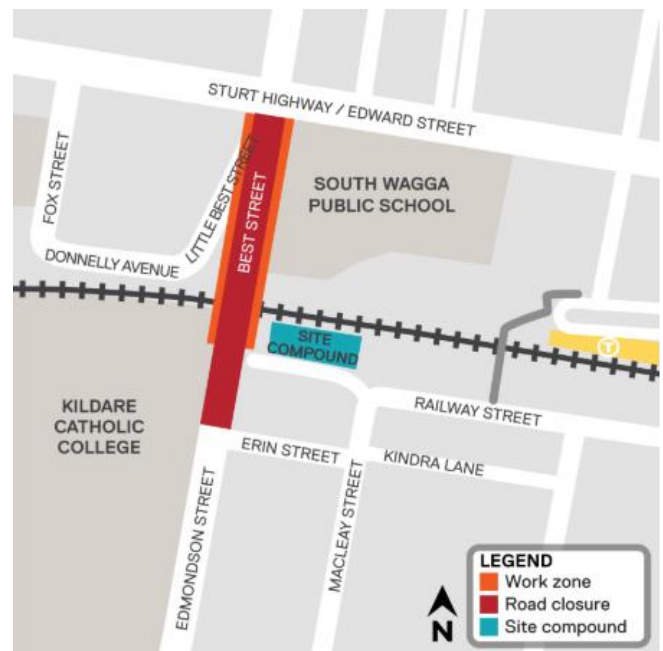 STURT HIGHWAY / EDWARD STREET
FOX STREET
LITTLE BEST STREET
BEST STREET
SOUTH WAGGA
PUBLIC SCHOOL
DONNELLY AVENUE
SITE
COMPOUND
T
KILDARE
CATHOLIC
COLLEGE
RAILWAY STREET
ERIN STREET
KINDRA LANE
EDMONDSON STREET
MACLEAY STREET
N
LEGEND
Work zone
Road closure
Site compound